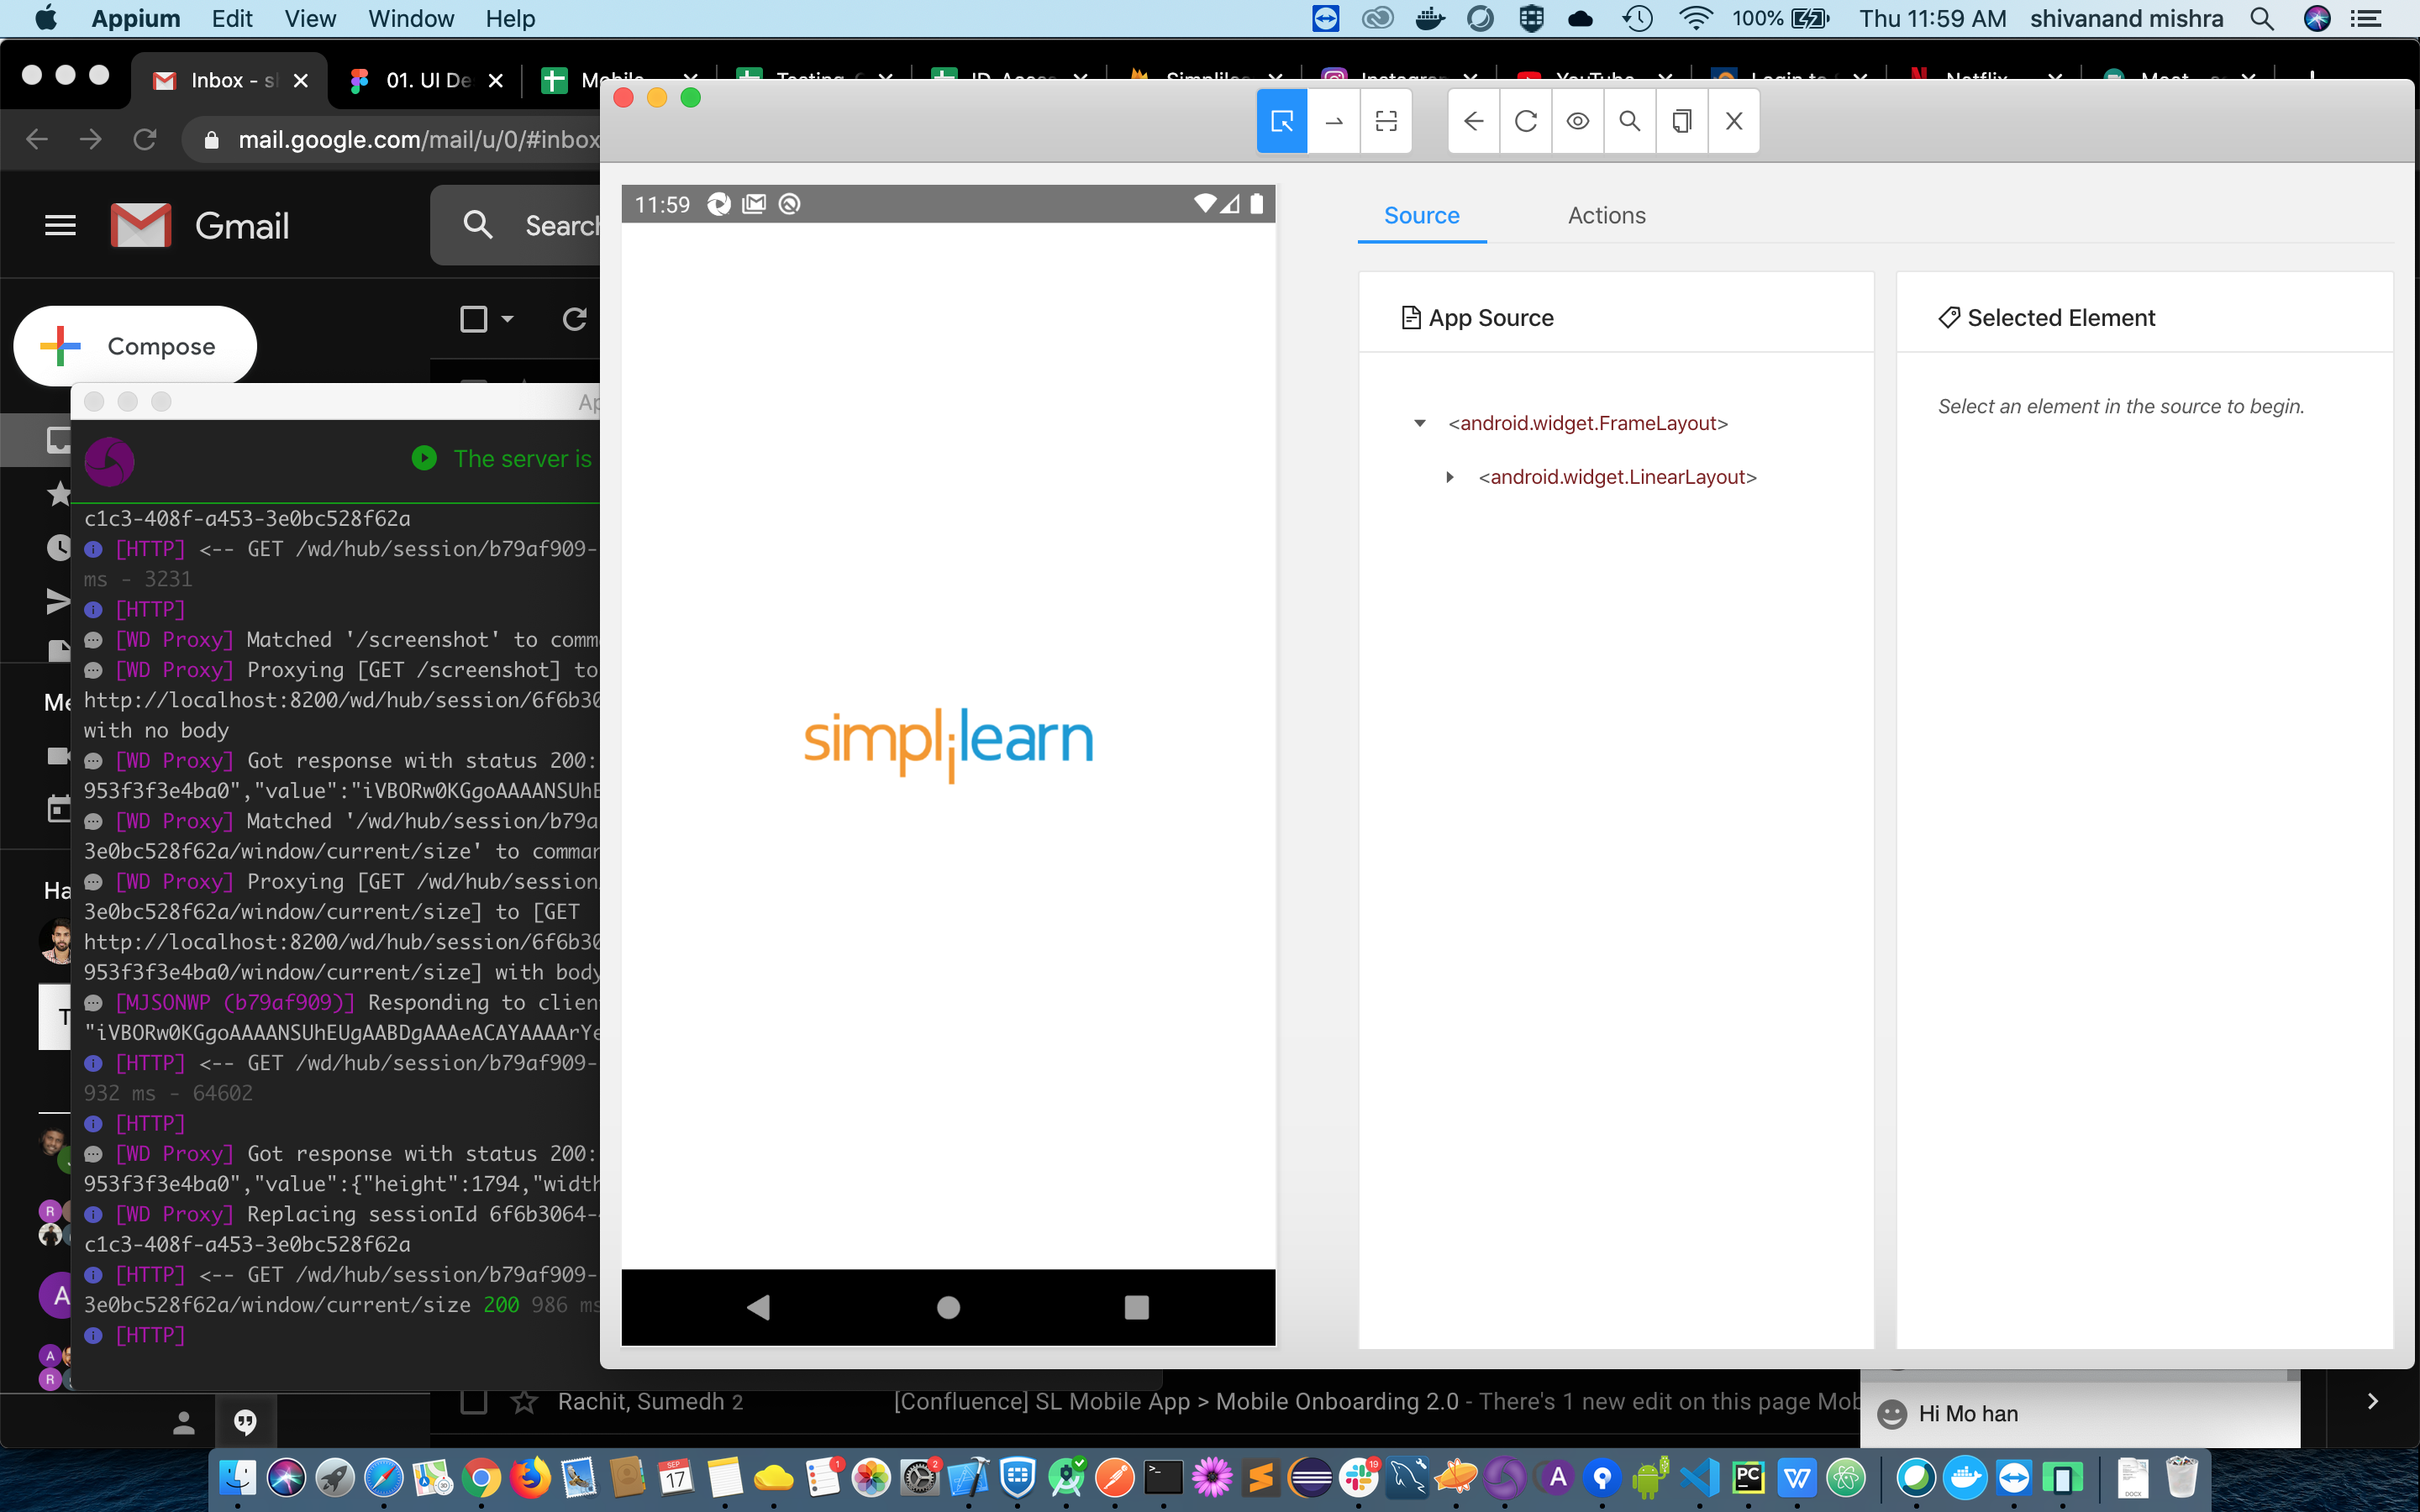 Appium Edit View Window Help 100% Thu 11:59 AM shivanand mishra
Inbox - s 01. UI De Mobile Testing ID Acces Simplile Instagra YouTube Login to Netflix Meet
mail.google.com/mail/u/0/#inbox
Gmail
Search
Compose
The server is
c1c3-408f-a453-3e0bc528f62a
[HTTP] <-- GET /wd/hub/session/b79af909-
ms - 3231
[HTTP]
[WD Proxy] Matched '/screenshot' to comm
[WD Proxy] Proxying [GET /screenshot] to
http://localhost:8200/wd/hub/session/6f6b30
with no body
[WD Proxy] Got response with status 200:
953f3f3e4ba0","value":"iVBORw0KGgoAAAANSUhE
[WD Proxy] Matched '/wd/hub/session/b79a
3e0bc528f62a/window/current/size' to comman
[WD Proxy] Proxying [GET /wd/hub/session
3e0bc528f62a/window/current/size] to [GET
http://localhost:8200/wd/hub/session/6f6b30
953f3f3e4ba0/window/current/size] with body
[MJSONWP (b79af909)] Responding to clien
"iVBORw0KGgoAAAANSUhEUgAABDgAAAeACAYAAAArYe
[HTTP] <-- GET /wd/hub/session/b79af909-
932 ms - 64602
[HTTP]
[WD Proxy] Got response with status 200:
953f3f3e4ba0","value":{"height":1794,"width
[WD Proxy] Replacing sessionId 6f6b3064-
c1c3-408f-a453-3e0bc528f62a
[HTTP] <-- GET /wd/hub/session/b79af909-
3e0bc528f62a/window/current/size 200 986 ms
[HTTP]
Me
Ha
T
A
11:59
simplilearn
Source Actions
App Source
<android.widget.FrameLayout>
<android.widget.LinearLayout>
Selected Element
Select an element in the source to begin.
Rachit, Sumedh 2 [Confluence] SL Mobile App > Mobile Onboarding 2.0 - There's 1 new edit on this page Mob
Hi Mo han
SEP
17
1
2
19
PC
DOCX